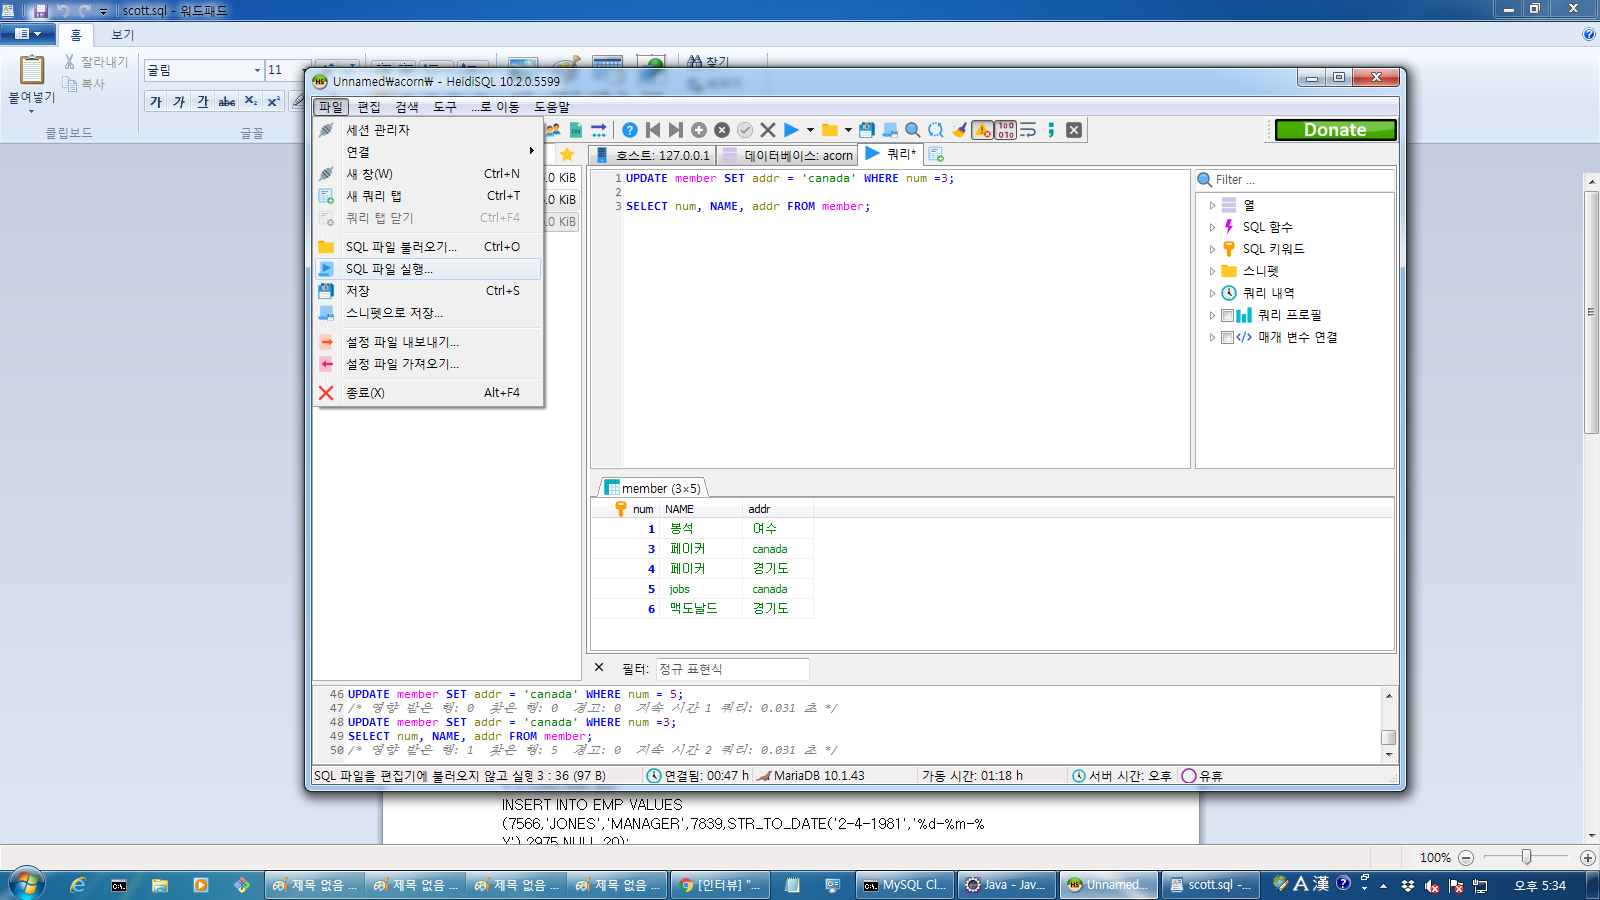 scott.sql - 워드패드
홈 보기
붙여넣기
잘라내기
복사
클립보드
굴림 11
가 가 가 abc X₂ X²
글꼴
찾기
Unnamed₩acorn₩ - HeidiSQL 10.2.0.5599
파일 편집 검색 도구 ...로 이동 도움말
세션 관리자
연결
새 창(W) Ctrl+N
새 쿼리 탭 Ctrl+T
쿼리 탭 닫기 Ctrl+F4
SQL 파일 불러오기... Ctrl+O
SQL 파일 실행...
저장 Ctrl+S
스니펫으로 저장...
설정 파일 내보내기...
설정 파일 가져오기...
종료(X) Alt+F4
.0 KiB
.0 KiB
.0 KiB
Donate
호스트: 127.0.0.1 데이터베이스: acorn 쿼리*
1 UPDATE member SET addr = 'canada' WHERE num =3;
2
3 SELECT num, NAME, addr FROM member;
Filter ...
열
SQL 함수
SQL 키워드
스니펫
쿼리 내역
쿼리 프로필
매개 변수 연결
member (3×5)
num NAME addr
1 봉석 여수
3 페이커 canada
4 페이커 경기도
5 jobs canada
6 맥도날드 경기도
필터: 정규 표현식
46 UPDATE member SET addr = 'canada' WHERE num = 5;
47 /* 영향 받은 행: 0 찾은 행: 0 경고: 0 지속 시간 1 쿼리: 0.031 초 */
48 UPDATE member SET addr = 'canada' WHERE num =3;
49 SELECT num, NAME, addr FROM member;
50 /* 영향 받은 행: 1 찾은 행: 5 경고: 0 지속 시간 2 쿼리: 0.031 초 */
SQL 파일을 편집기에 불러오지 않고 실행 3 : 36 (97 B) 연결됨: 00:47 h MariaDB 10.1.43 가동 시간: 01:18 h 서버 시간: 오후 유휴
INSERT INTO EMP VALUES
(7566,'JONES','MANAGER',7839,STR_TO_DATE('2-4-1981','%d-%m-%
Y'),2975,NULL,20);
100%
제목 없음 ... 제목 없음 ... 제목 없음 ... 제목 없음 ... [인터뷰] "... MySQL Cl... Java - Jav... Unnamed... scott.sql -... A 漢 오후 5:34